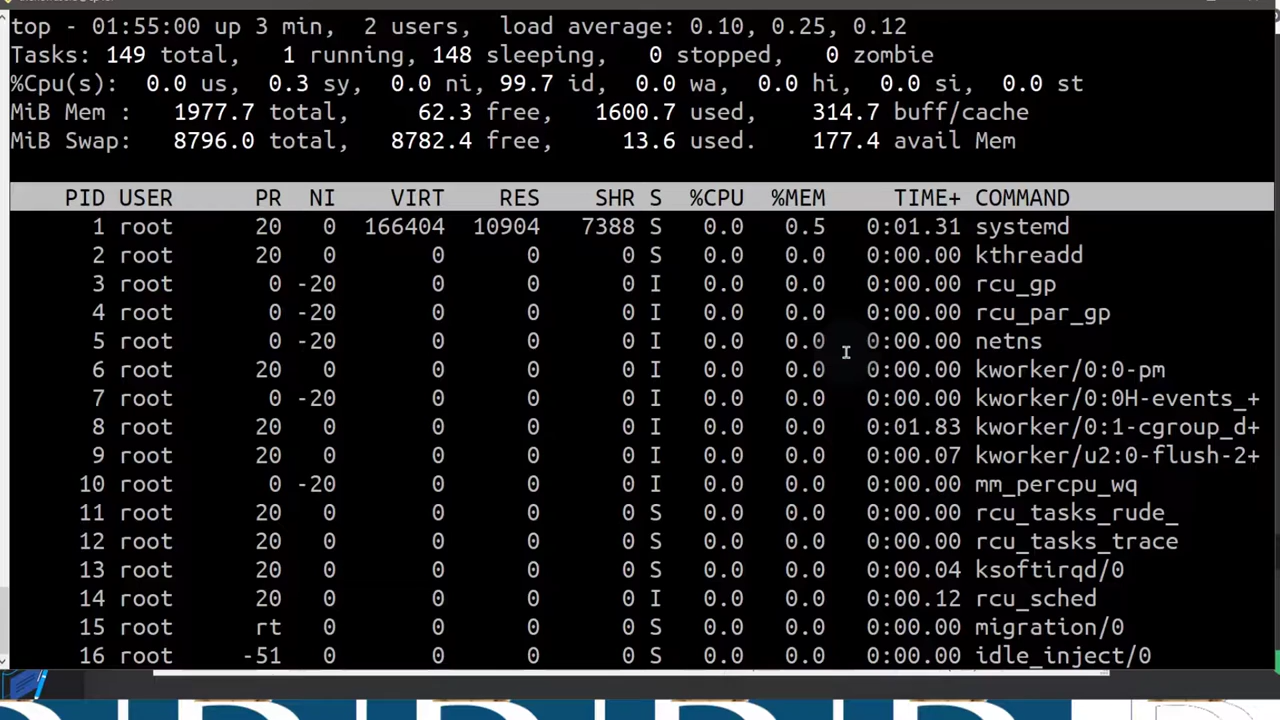 top - 01:55:00 up 3 min,  2 users,  load average: 0.10, 0.25, 0.12
Tasks: 149 total,   1 running, 148 sleeping,   0 stopped,   0 zombie
%Cpu(s):  0.0 us,  0.3 sy,  0.0 ni, 99.7 id,  0.0 wa,  0.0 hi,  0.0 si,  0.0 st
MiB Mem :   1977.7 total,     62.3 free,   1600.7 used,    314.7 buff/cache
MiB Swap:   8796.0 total,   8782.4 free,     13.6 used.    177.4 avail Mem
PID USER      PR  NI    VIRT    RES    SHR S  %CPU  %MEM     TIME+ COMMAND
1 root      20   0  166404  10904   7388 S   0.0   0.5   0:01.31 systemd
2 root      20   0       0      0      0 S   0.0   0.0   0:00.00 kthreadd
3 root       0 -20       0      0      0 I   0.0   0.0   0:00.00 rcu_gp
4 root       0 -20       0      0      0 I   0.0   0.0   0:00.00 rcu_par_gp
5 root       0 -20       0      0      0 I   0.0   0.0   0:00.00 netns
6 root      20   0       0      0      0 I   0.0   0.0   0:00.00 kworker/0:0-pm
7 root       0 -20       0      0      0 I   0.0   0.0   0:00.00 kworker/0:0H-events_+
8 root      20   0       0      0      0 I   0.0   0.0   0:01.83 kworker/0:1-cgroup_d+
9 root      20   0       0      0      0 I   0.0   0.0   0:00.07 kworker/u2:0-flush-2+
10 root       0 -20       0      0      0 I   0.0   0.0   0:00.00 mm_percpu_wq
11 root      20   0       0      0      0 S   0.0   0.0   0:00.00 rcu_tasks_rude_
12 root      20   0       0      0      0 S   0.0   0.0   0:00.00 rcu_tasks_trace
13 root      20   0       0      0      0 S   0.0   0.0   0:00.04 ksoftirqd/0
14 root      20   0       0      0      0 I   0.0   0.0   0:00.12 rcu_sched
15 root      rt   0       0      0      0 S   0.0   0.0   0:00.00 migration/0
16 root     -51   0       0      0      0 S   0.0   0.0   0:00.00 idle_inject/0